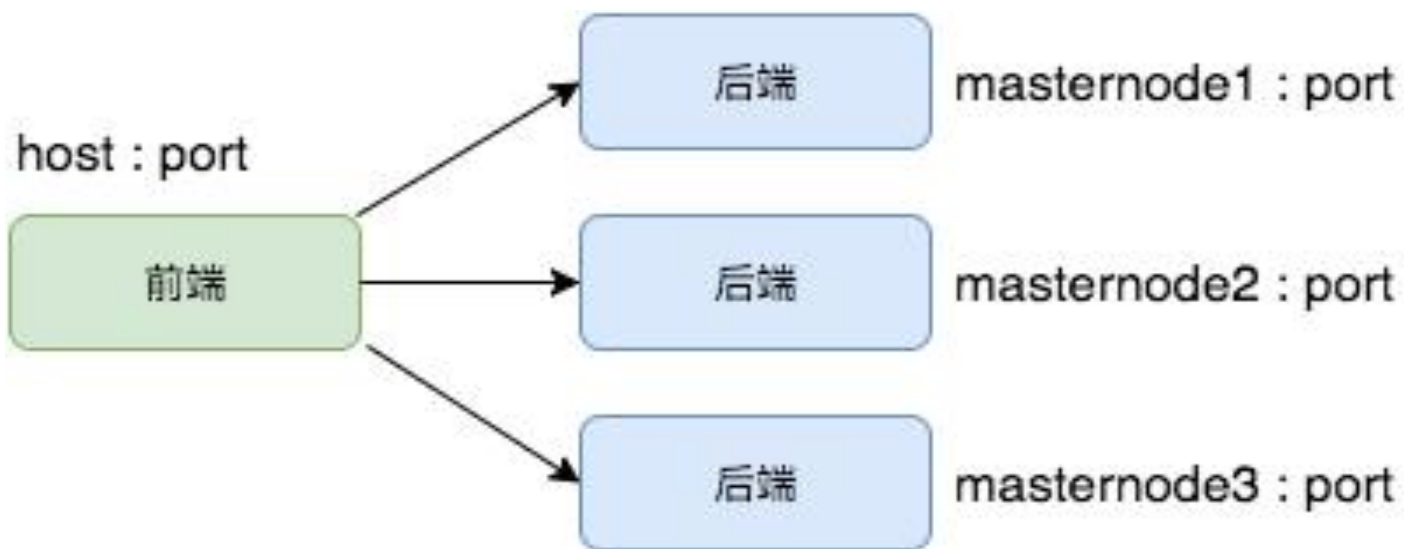 host : port
前端
后端
masternode1 : port
后端
masternode2 : port
后端
masternode3 : port